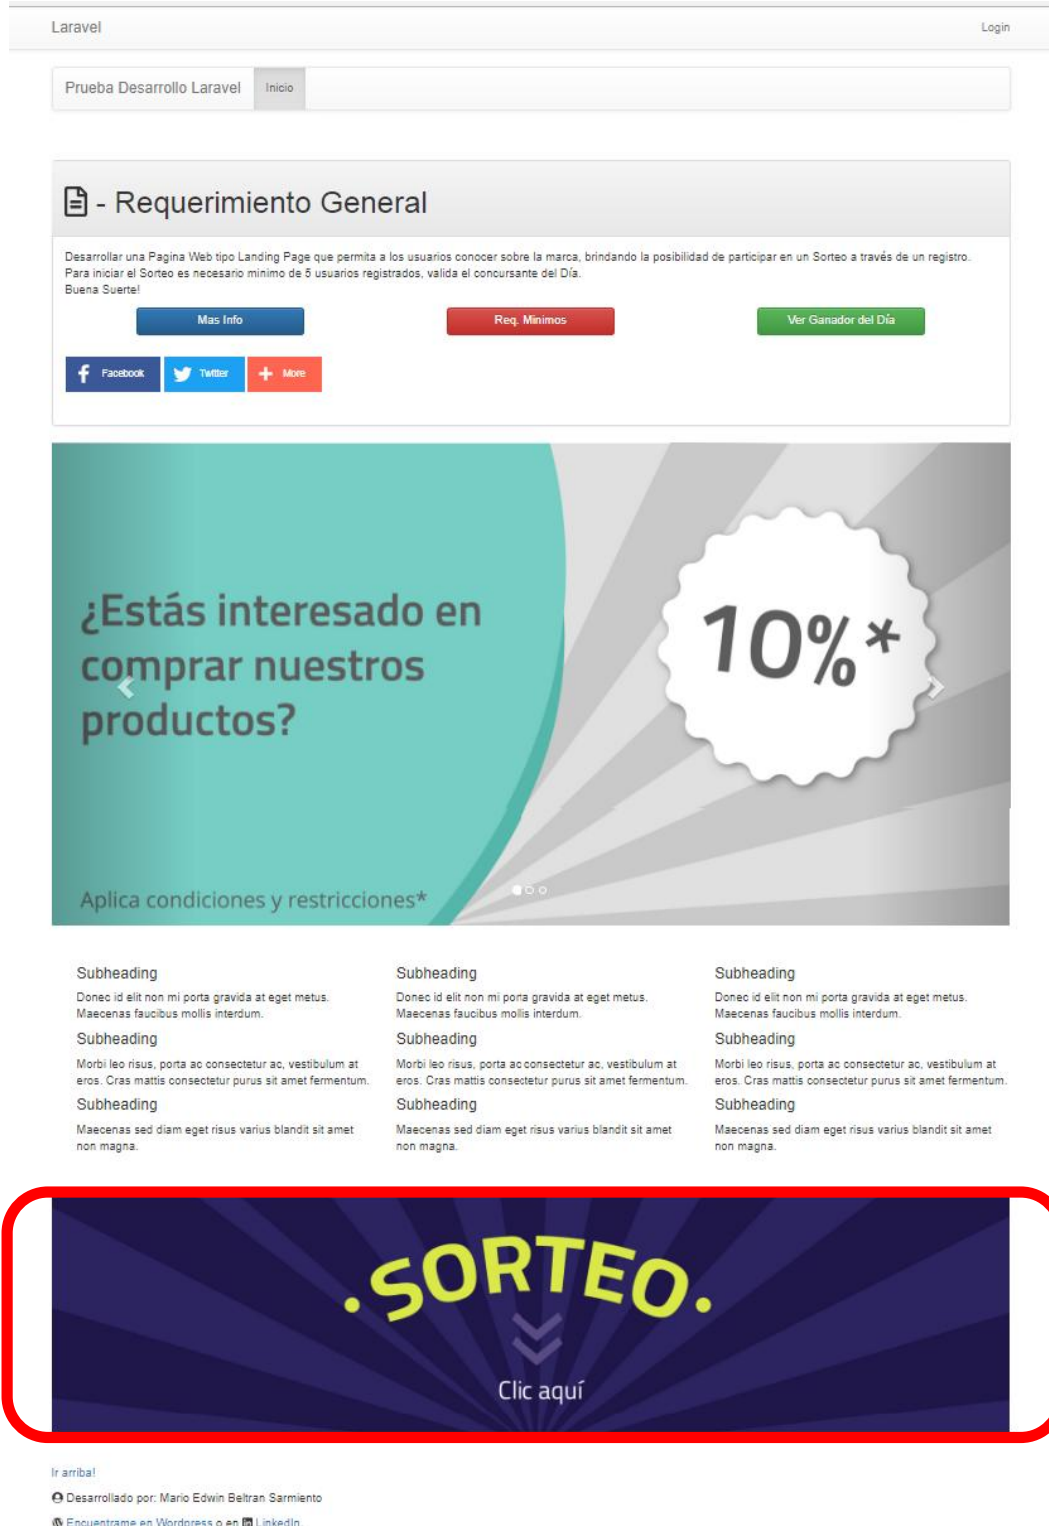 Laravel
Login
Prueba Desarrollo Laravel
Inicio
- Requerimiento General
Desarrollar una Pagina Web tipo Landing Page que permita a los usuarios conocer sobre la marca, brindando la posibilidad de participar en un Sorteo a través de un registro.
Para iniciar el Sorteo es necesario minimo de 5 usuarios registrados, valida el concursante del Día.
Buena Suerte!
Mas Info
Req. Minimos
Ver Ganador del Día
Facebook
Twitter
More
¿Estás interesado en
comprar nuestros
productos?
10%*
Aplica condiciones y restricciones*
Subheading
Donec id elit non mi porta gravida at eget metus.
Maecenas faucibus mollis interdum.
Subheading
Morbi leo risus, porta ac consectetur ac, vestibulum at
eros. Cras mattis consectetur purus sit amet fermentum.
Subheading
Maecenas sed diam eget risus varius blandit sit amet
non magna.
Subheading
Donec id elit non mi porta gravida at eget metus.
Maecenas faucibus mollis interdum.
Subheading
Morbi leo risus, porta ac consectetur ac, vestibulum at
eros. Cras mattis consectetur purus sit amet fermentum.
Subheading
Maecenas sed diam eget risus varius blandit sit amet
non magna.
Subheading
Donec id elit non mi porta gravida at eget metus.
Maecenas faucibus mollis interdum.
Subheading
Morbi leo risus, porta ac consectetur ac, vestibulum at
eros. Cras mattis consectetur purus sit amet fermentum.
Subheading
Maecenas sed diam eget risus varius blandit sit amet
non magna.
·SORTEO·
Clic aquí
Ir arriba!
Desarrollado por: Mario Edwin Beltran Sarmiento
Encuentrame en Wordpress o en LinkedIn